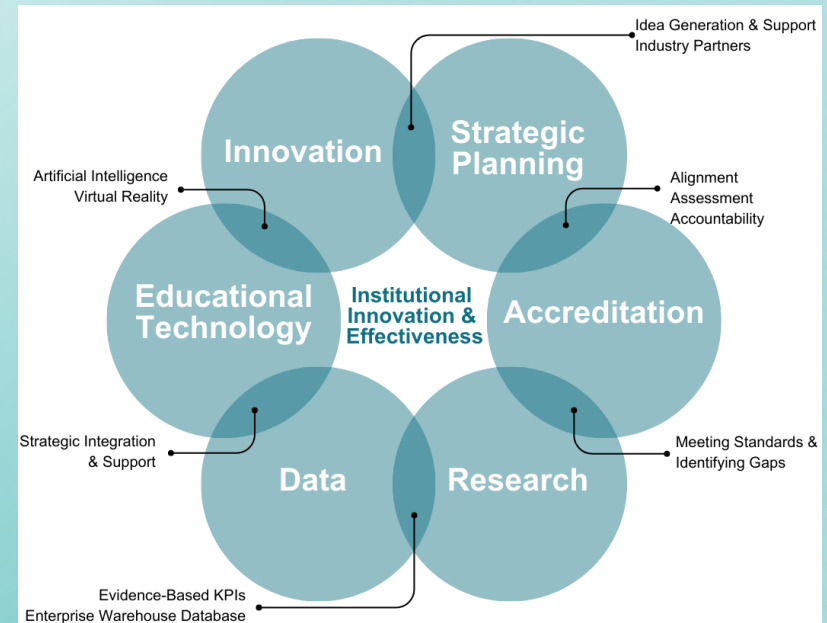 Idea Generation & Support
Industry Partners
Innovation
Strategic
Planning
Artificial Intelligence
Virtual Reality
Alignment
Assessment
Accountability
Educational
Technology
Institutional
Innovation &
Effectiveness
Accreditation
Strategic Integration
& Support
Meeting Standards &
Identifying Gaps
Data
Research
Evidence-Based KPIs
Enterprise Warehouse Database